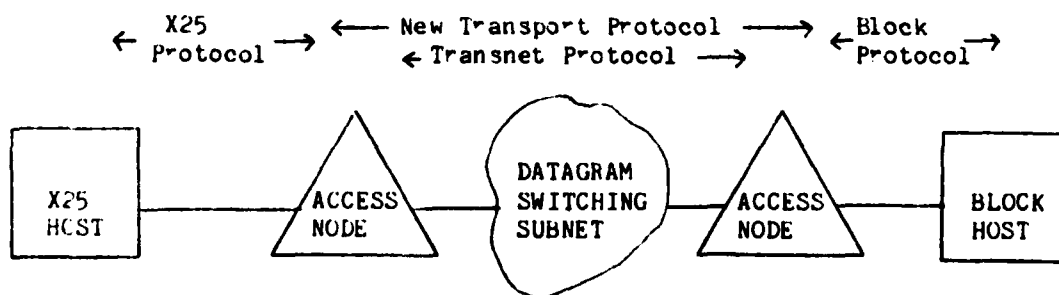 X25 New Transport Protocol Block
Protocol Transnet Protocol Protocol
X25 HOST
ACCESS NODE
DATAGRAM SWITCHING SUBNET
ACCESS NODE
BLOCK HOST